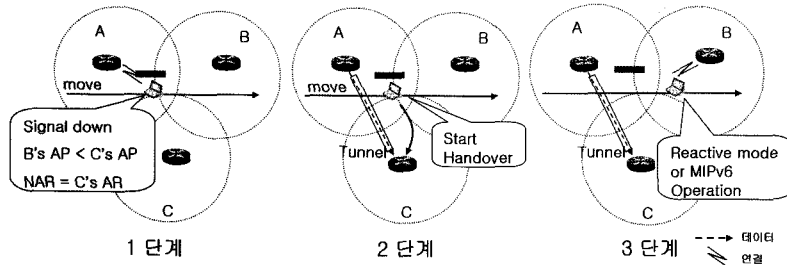 A
B
move
Signal down
B's AP < C's AP
NAR = C's AR
C
1 단계
A
B
move
Tunnel
Start
Handover
C
2 단계
A
B
Tunnel
Reactive mode
or MIPv6
Operation
C
3 단계
데이터
연결